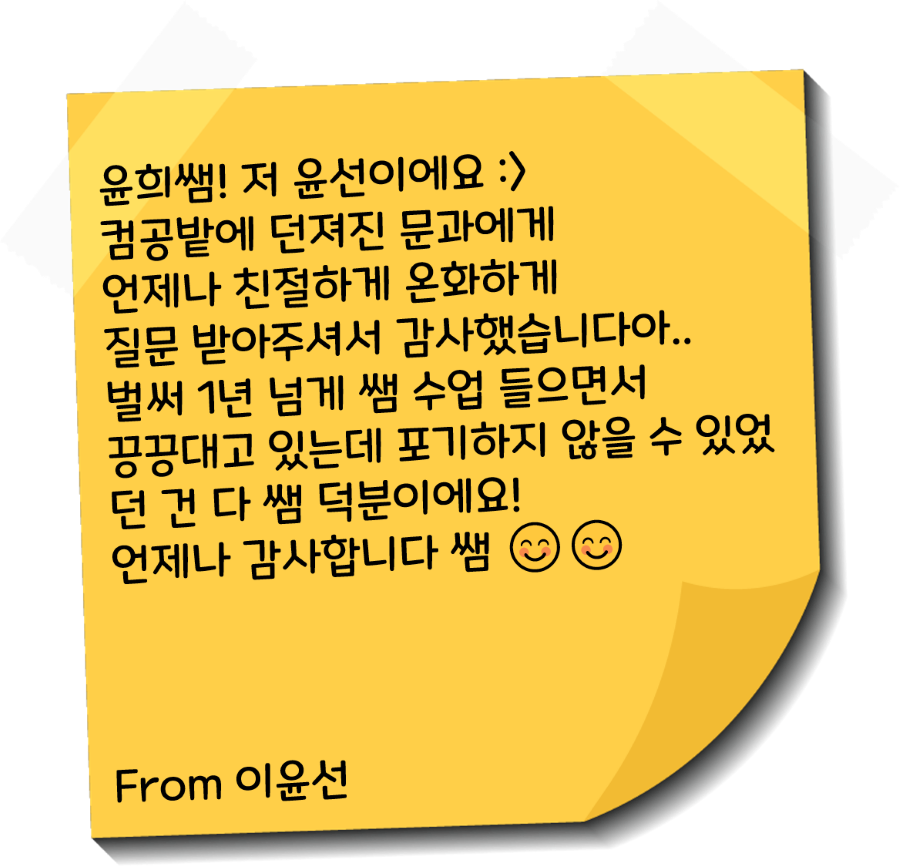 윤희쌤! 저 윤선이에요 :>
컴공밭에 던져진 문과에게
언제나 친절하게 온화하게
질문 받아주셔서 감사했습니다아..
벌써 1년 넘게 쌤 수업 들으면서
끙끙대고 있는데 포기하지 않을 수 있었
던 건 다 쌤 덕분이에요!
언제나 감사합니다 쌤 😊😊
From 이윤선